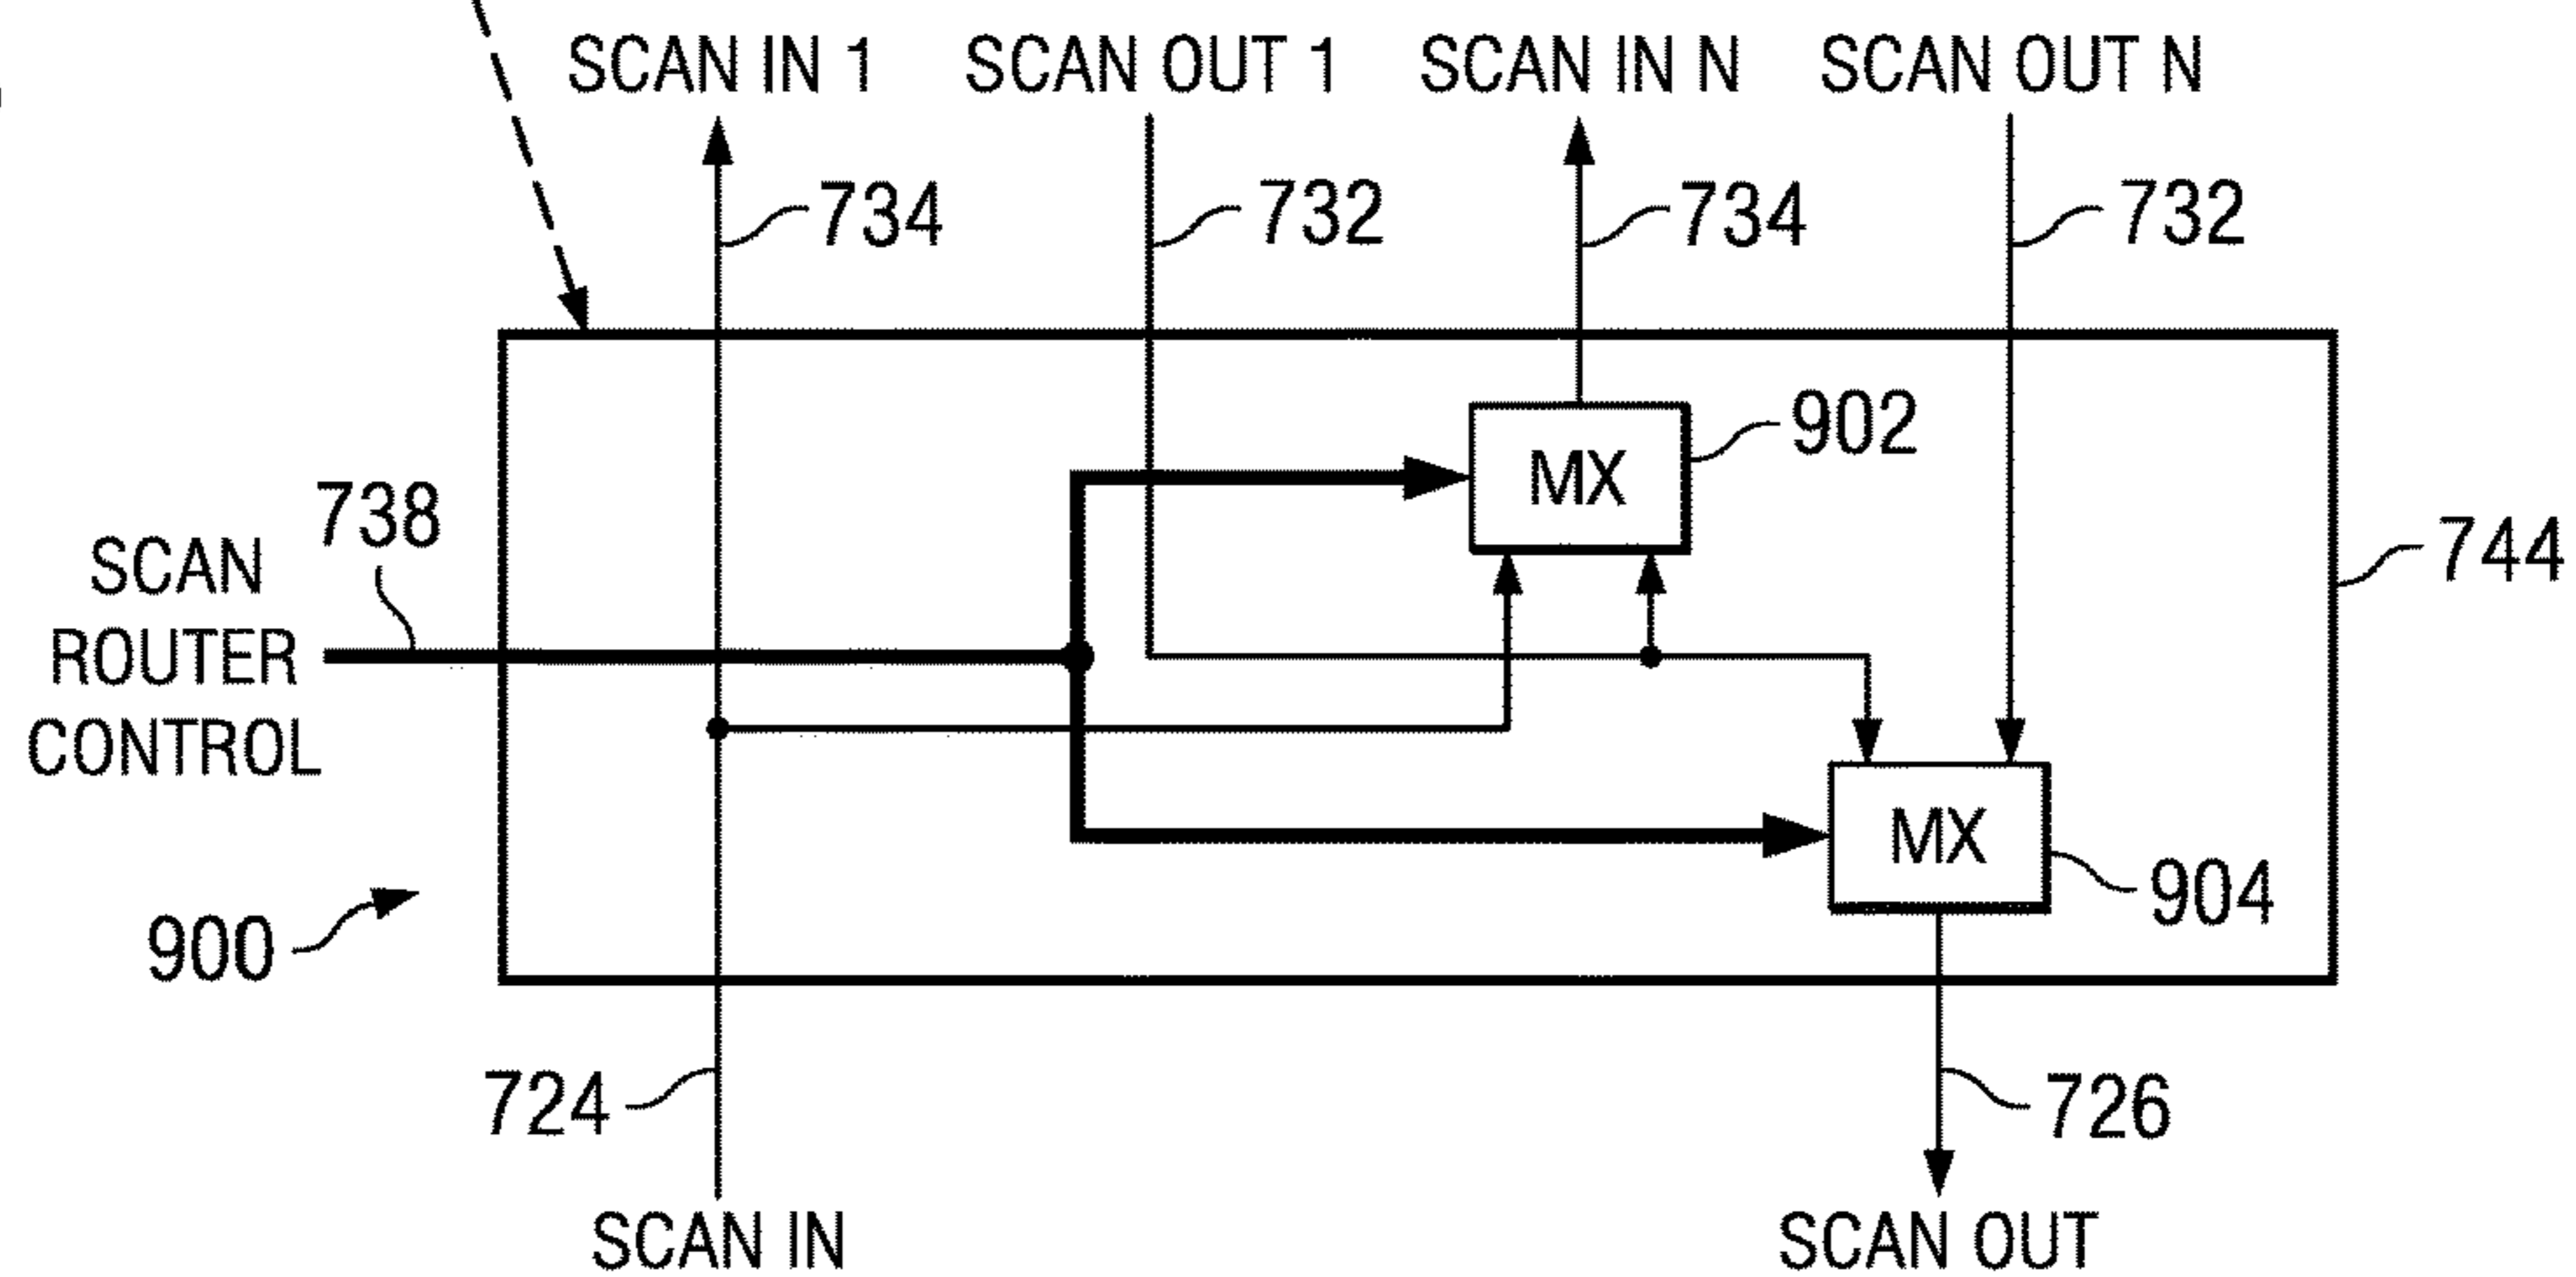 SCAN IN 1
SCAN OUT 1
SCAN IN N
SCAN OUT N
734
732
734
732
902
MX
738
SCAN
ROUTER
CONTROL
744
MX
904
900
724
726
SCAN IN
SCAN OUT